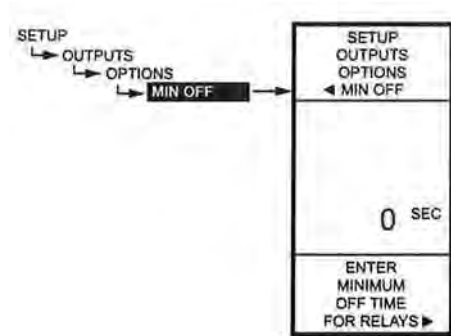 SETUP
OUTPUTS
OPTIONS
MIN OFF
SETUP
OUTPUTS
OPTIONS
◄ MIN OFF
0 SEC
ENTER
MINIMUM
OFF TIME
FOR RELAYS ►